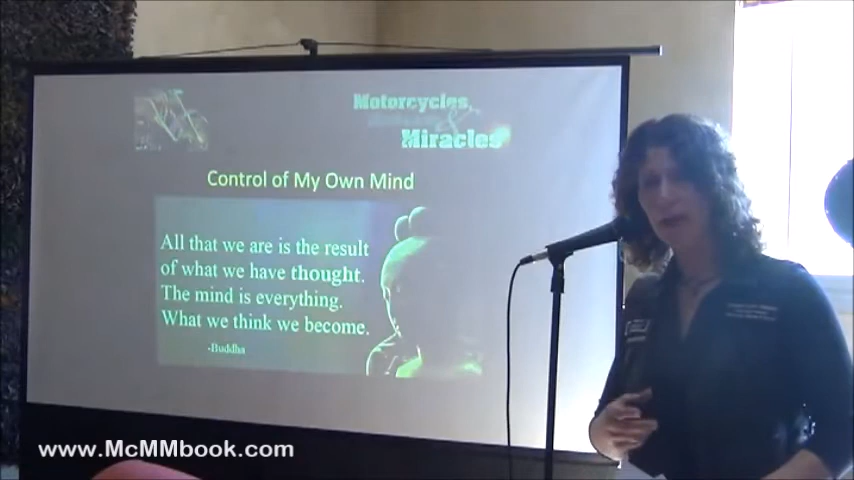 Motorcycles,
&
Miracles
Control of My Own Mind
All that we are is the result
of what we have thought.
The mind is everything.
What we think we become.
-Buddha
www.McMMbook.com